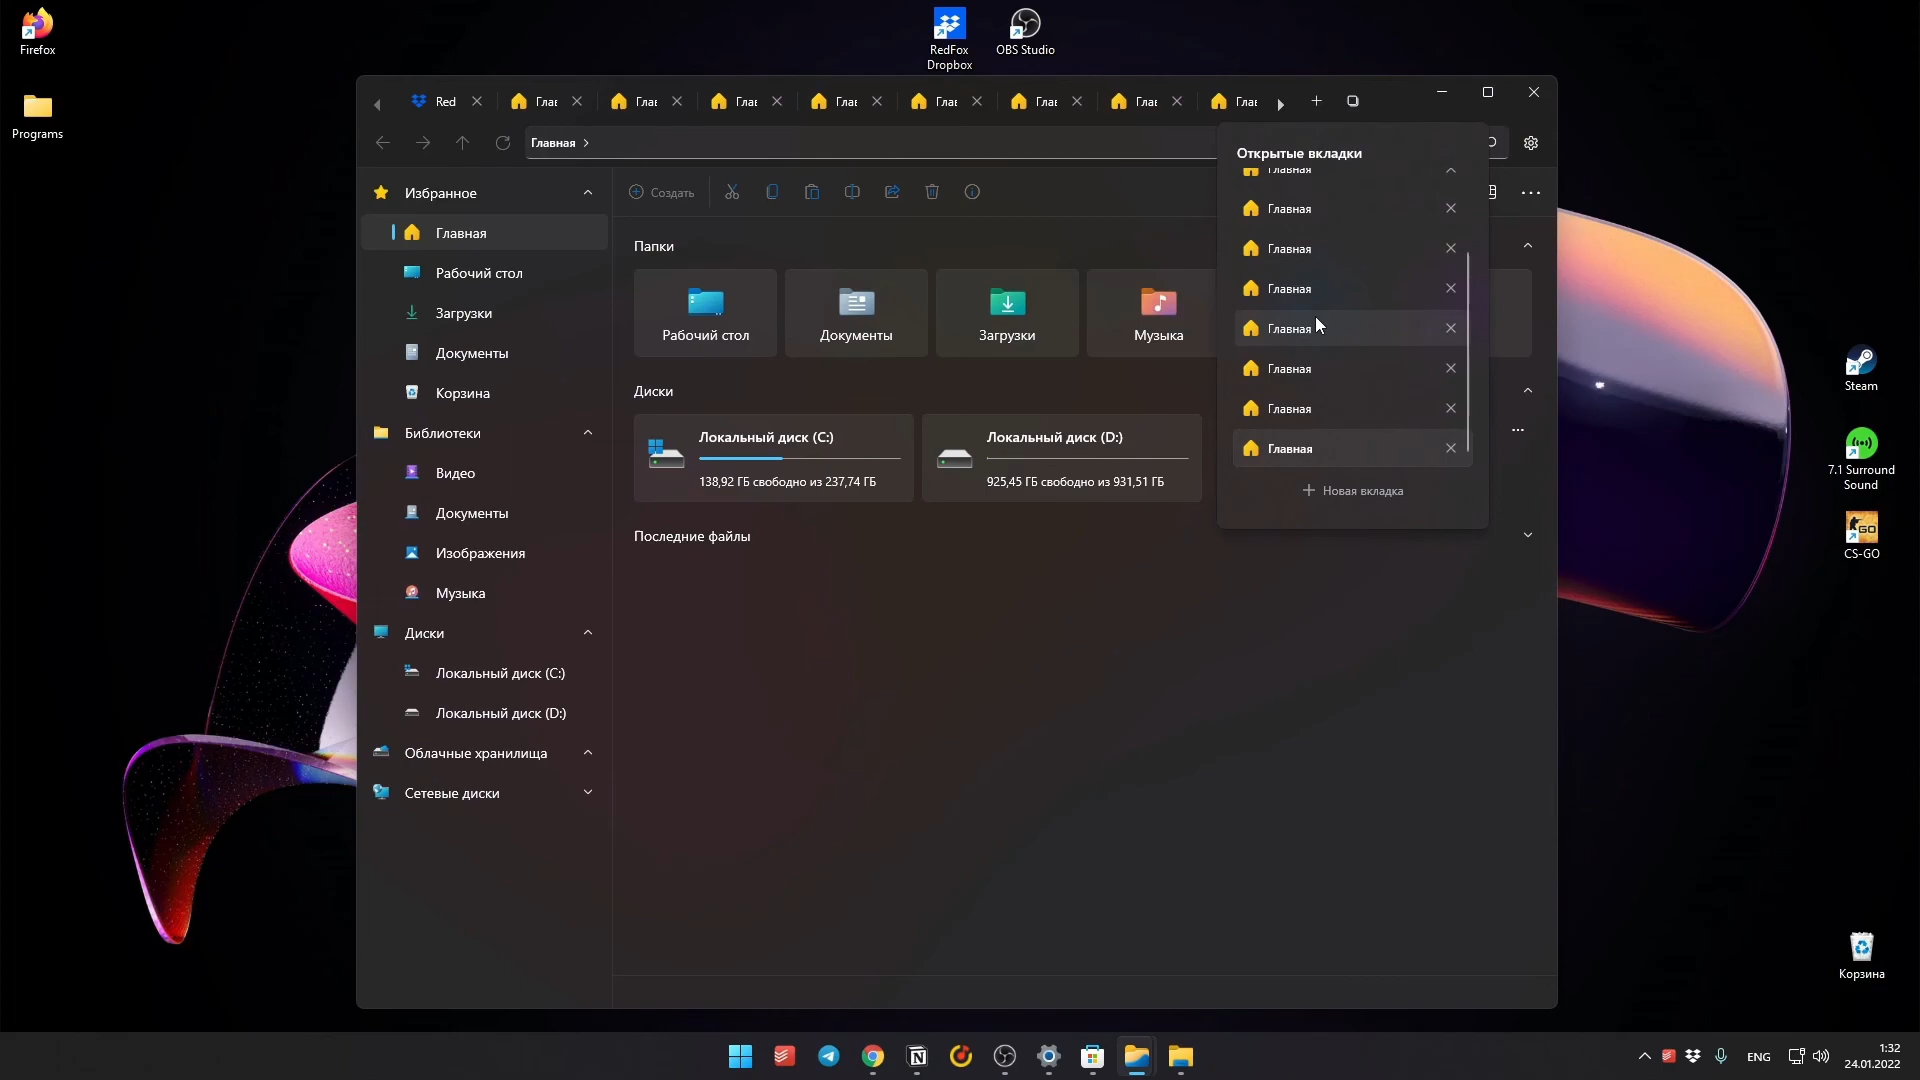 Firefox
Programs
RedFox
Dropbox
OBS Studio
Red
Глав
Глав
Глав
Глав
Глав
Глав
Глав
Глав
Главная
Открытые вкладки
Главная
Главная
Главная
Главная
Главная
Главная
Главная
Главная
Новая вкладка
Избранное
Главная
Рабочий стол
Загрузки
Документы
Корзина
Библиотеки
Видео
Документы
Изображения
Музыка
Диски
Локальный диск (C:)
Локальный диск (D:)
Облачные хранилища
Сетевые диски
Создать
Папки
Рабочий стол
Документы
Загрузки
Музыка
Диски
Локальный диск (C:)
138,92 ГБ свободно из 237,74 ГБ
Локальный диск (D:)
925,45 ГБ свободно из 931,51 ГБ
Последние файлы
Steam
7.1 Surround
Sound
GO
CS-GO
Корзина
ENG
1:32
24.01.2022